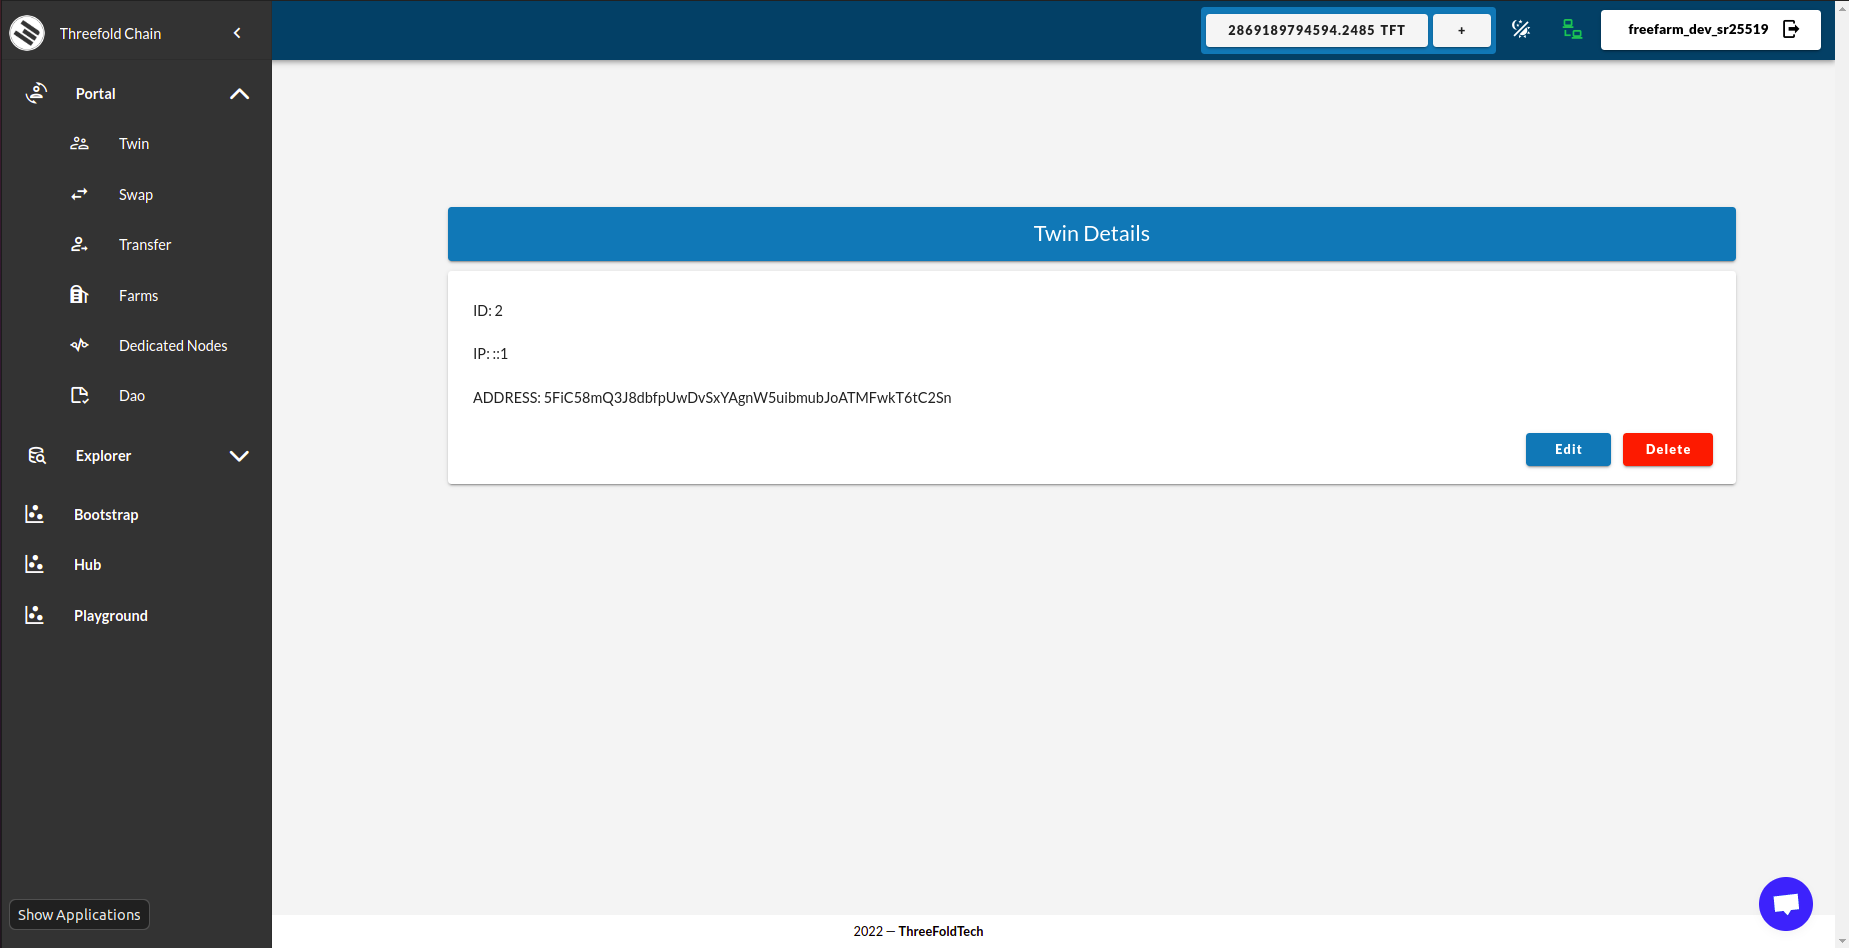 Threefold Chain
2869189794594.2485 TFT
+
freefarm_dev_sr25519
Portal
Twin
Swap
Transfer
Farms
Dedicated Nodes
Dao
Explorer
Bootstrap
Hub
Playground
Show Applications
Twin Details
ID: 2
IP: ::1
ADDRESS: 5FiC58mQ3J8dbfpUwDvSxYAgnW5uibmubJoATMFwkT6tC2Sn
Edit
Delete
2022 — ThreeFoldTech